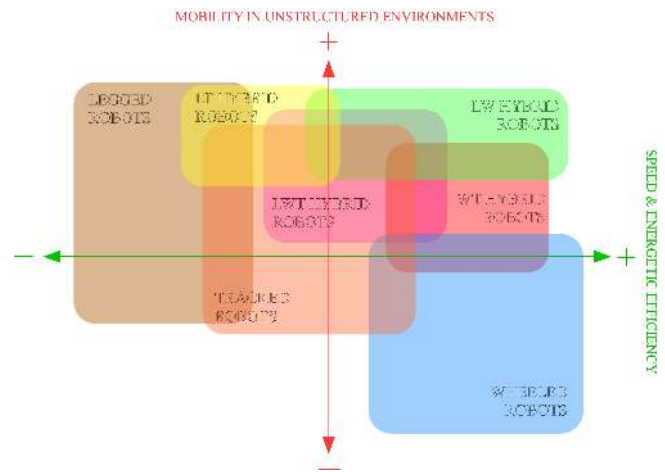 MOBILITY IN UNSTRUCTURED ENVIRONMENTS
+
LEGGED
ROBOTS
LT HYBRID
ROBOTS
LW HYBRID
ROBOTS
LWT HYBRID
ROBOTS
WT HYBRID
ROBOTS
SPEED & ENERGETIC EFFICIENCY
−
+
TRACKED
ROBOTS
WHEELED
ROBOTS
−